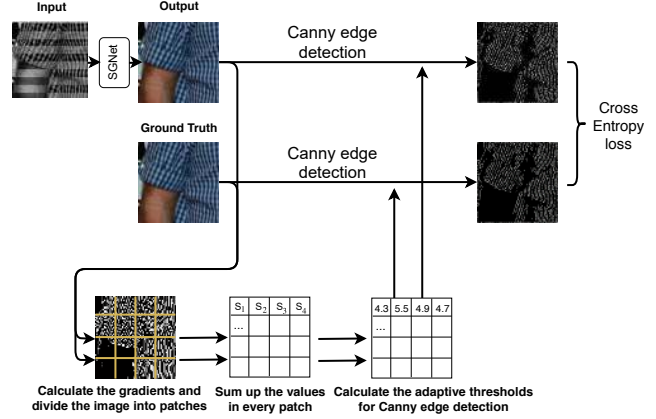 Input
Output
SGNet
Canny edge
detection
Ground Truth
Canny edge
detection
Cross
Entropy
loss
S1 S2 S3 S4
...
4.3 5.5 4.9 4.7
...
Calculate the gradients and
divide the image into patches
Sum up the values
in every patch
Calculate the adaptive thresholds
for Canny edge detection